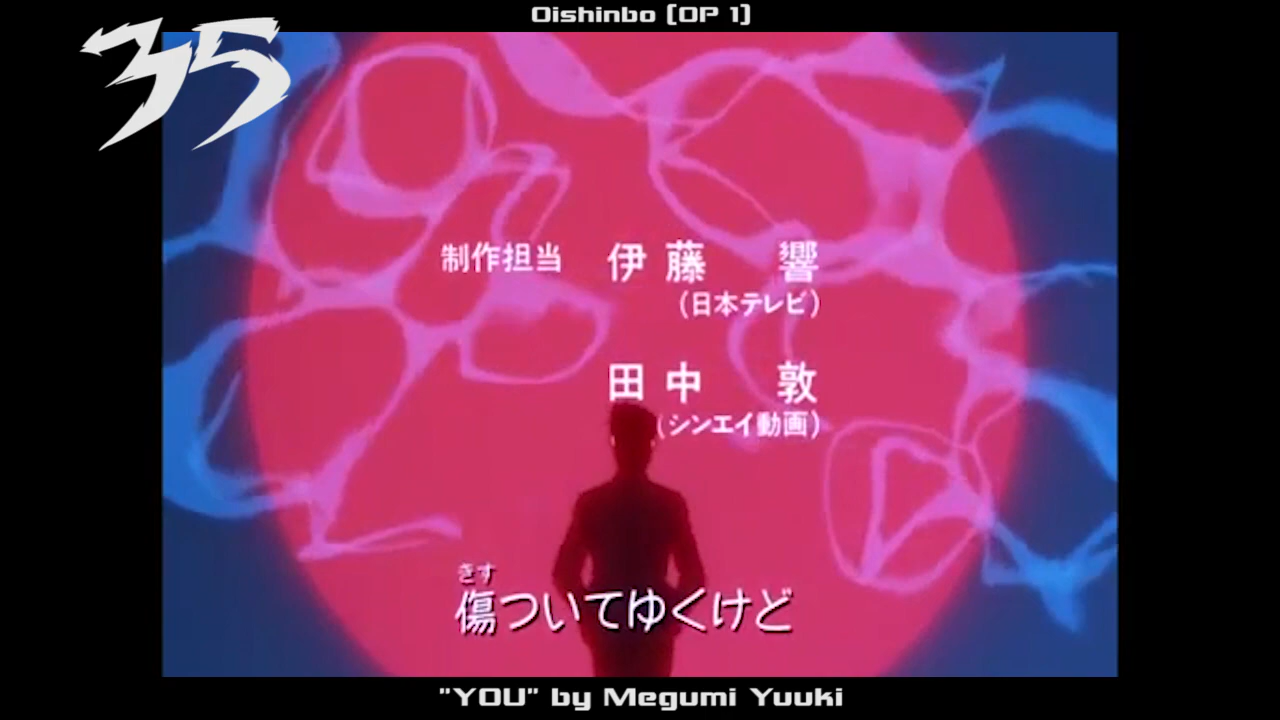 Oishinbo [OP 1]
35
制作担当 伊藤 響
(日本テレビ)
田中 敦
(シンエイ動画)
きす
傷ついてゆくけど
"YOU" by Megumi Yuuki